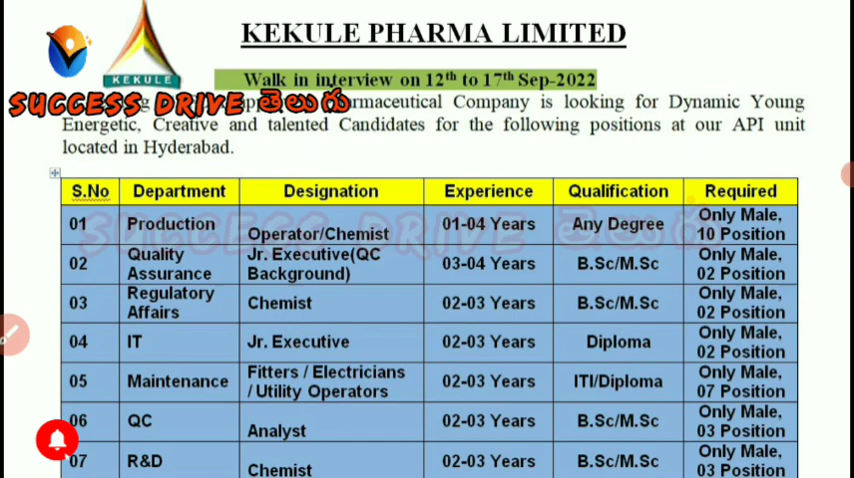 KEKULE PHARMA LIMITED
KEKULE
Walk in interview on 12th to 17th Sep-2022
SUCCESS DRIVE తెలుగు
armaceutical Company is looking for Dynamic Young
Energetic, Creative and talented Candidates for the following positions at our API unit
located in Hyderabad.
S.No Department Designation Experience Qualification Required
01 Production Operator/Chemist 01-04 Years Any Degree Only Male, 10 Position
02 Quality Assurance Jr. Executive(QC Background) 03-04 Years B.Sc/M.Sc Only Male, 02 Position
03 Regulatory Affairs Chemist 02-03 Years B.Sc/M.Sc Only Male, 02 Position
04 IT Jr. Executive 02-03 Years Diploma Only Male, 02 Position
05 Maintenance Fitters / Electricians / Utility Operators 02-03 Years ITI/Diploma Only Male, 07 Position
06 QC Analyst 02-03 Years B.Sc/M.Sc Only Male, 03 Position
07 R&D Chemist 02-03 Years B.Sc/M.Sc Only Male, 03 Position
SUCCESS DRIVE తెలుగు